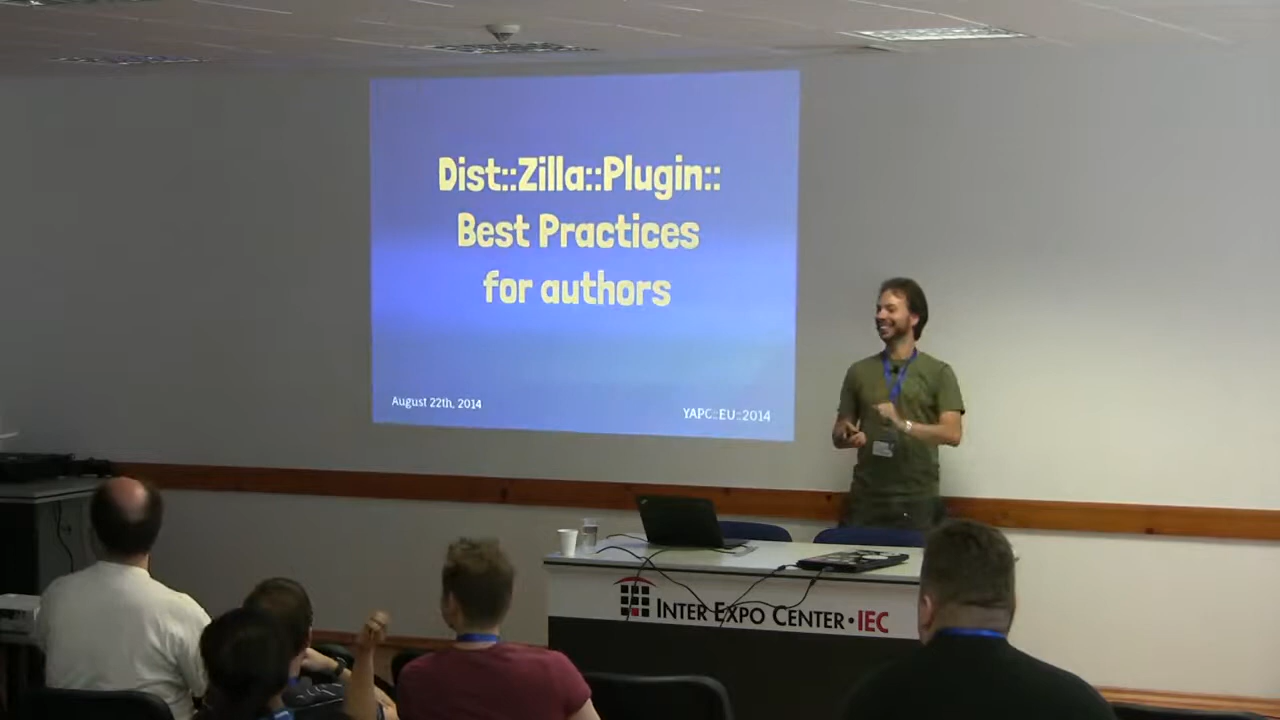 Dist::Zilla::Plugin::
Best Practices
for authors
August 22th, 2014
YAPC::EU::2014
INTER EXPO CENTER·IEC